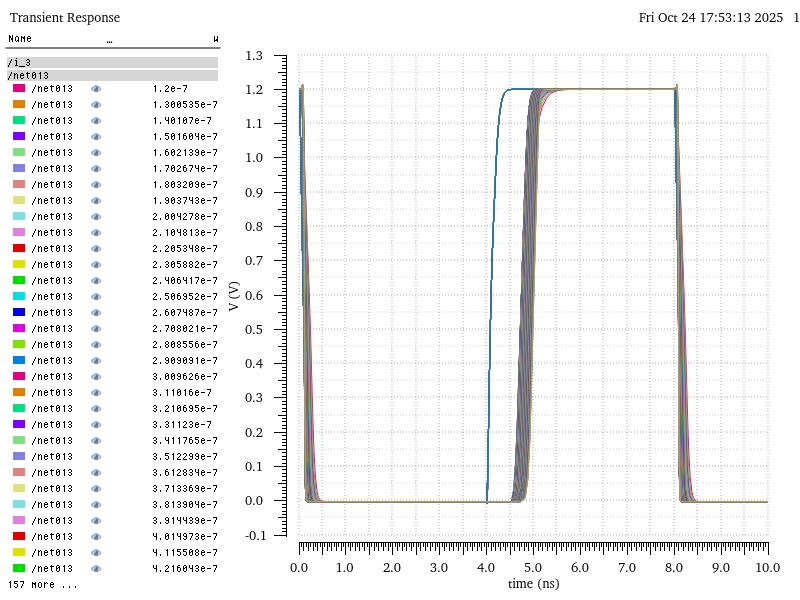 Transient Response
Fri Oct 24 17:53:13 2025 1
Name ... W
/i_3
/net013
/net013 1.2e-7
/net013 1.300535e-7
/net013 1.40107e-7
/net013 1.501604e-7
/net013 1.602139e-7
/net013 1.702674e-7
/net013 1.803209e-7
/net013 1.903743e-7
/net013 2.004278e-7
/net013 2.104813e-7
/net013 2.205348e-7
/net013 2.305882e-7
/net013 2.406417e-7
/net013 2.506952e-7
/net013 2.607487e-7
/net013 2.708021e-7
/net013 2.808556e-7
/net013 2.909091e-7
/net013 3.009626e-7
/net013 3.11016e-7
/net013 3.210695e-7
/net013 3.31123e-7
/net013 3.411765e-7
/net013 3.512299e-7
/net013 3.612834e-7
/net013 3.713369e-7
/net013 3.813904e-7
/net013 3.914439e-7
/net013 4.014973e-7
/net013 4.115508e-7
/net013 4.216043e-7
157 more ...
V (V)
1.3
1.2
1.1
1.0
0.9
0.8
0.7
0.6
0.5
0.4
0.3
0.2
0.1
0.0
-0.1
0.0 1.0 2.0 3.0 4.0 5.0 6.0 7.0 8.0 9.0 10.0
time (ns)